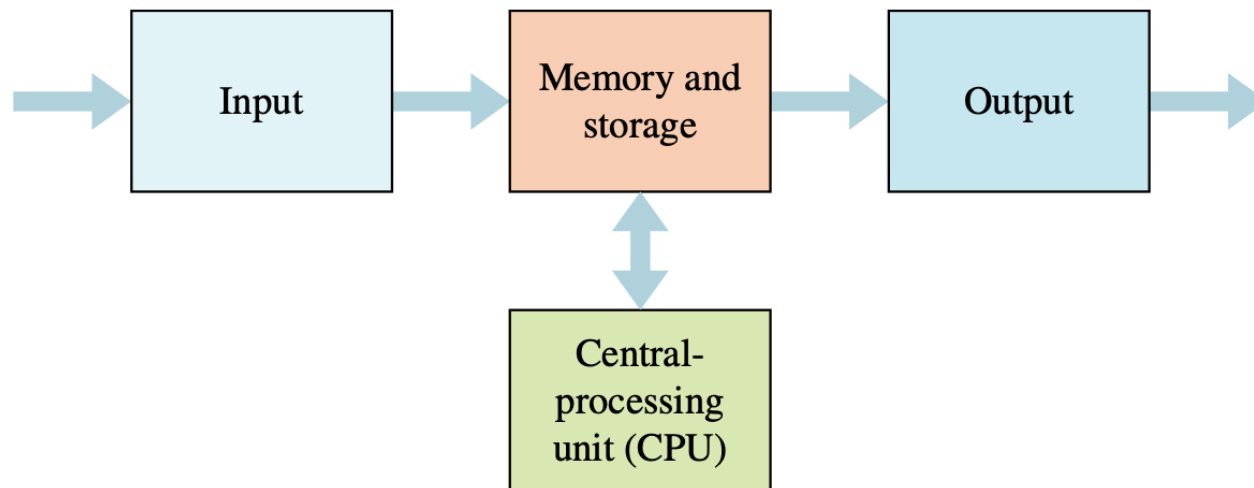 Input
Memory and
storage
Output
Central-
processing
unit (CPU)